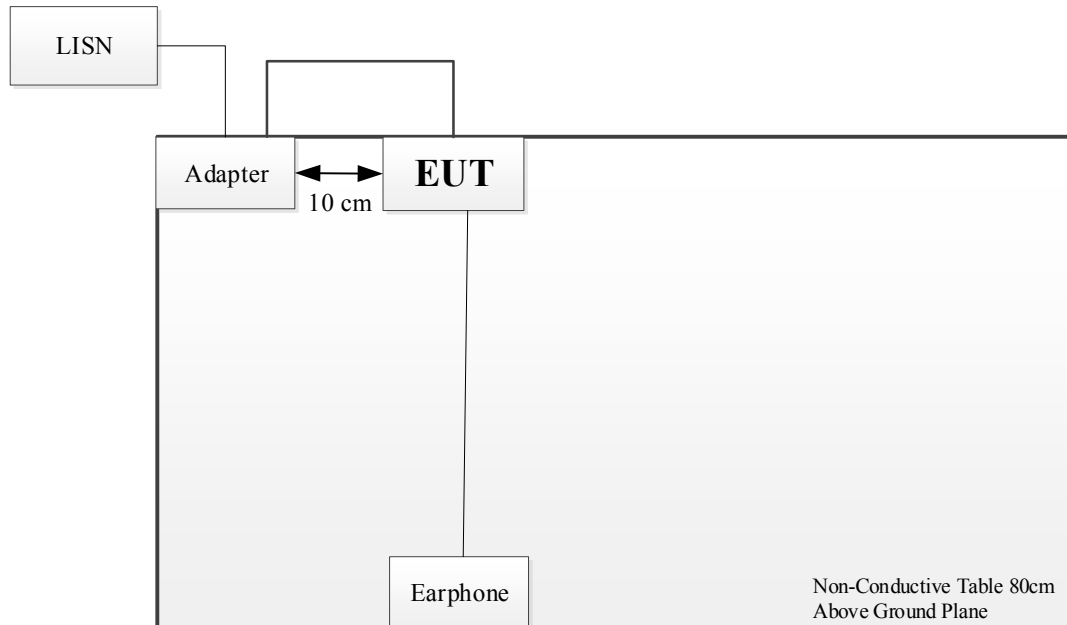 LISN
Adapter
EUT
10 cm
Earphone
Non-Conductive Table 80cm
Above Ground Plane